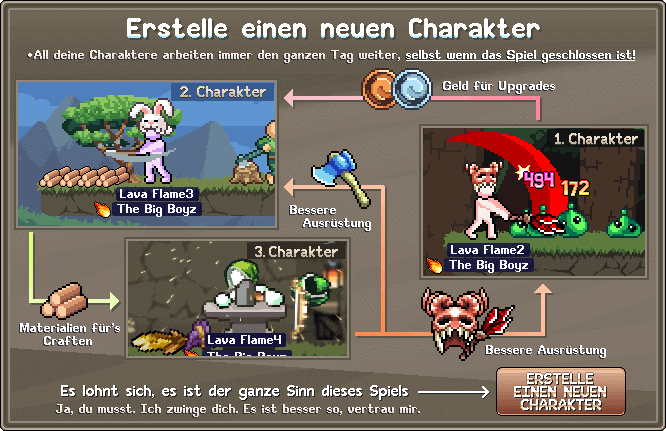 Erstelle einen neuen Charakter
•All deine Charaktere arbeiten immer den ganzen Tag weiter, selbst wenn das Spiel geschlossen ist!
Geld für Upgrades
2. Charakter
Lava Flame3
The Big Boyz
1. Charakter
494
172
Lava Flame2
The Big Boyz
Bessere
Ausrüstung
3. Charakter
Lava Flame4
The Big Boyz
Materialien für's
Craften
Bessere Ausrüstung
Es lohnt sich, es ist der ganze Sinn dieses Spiels
Ja, du musst. Ich zwinge dich. Es ist besser so, vertrau mir.
ERSTELLE
EINEN NEUEN
CHARAKTER